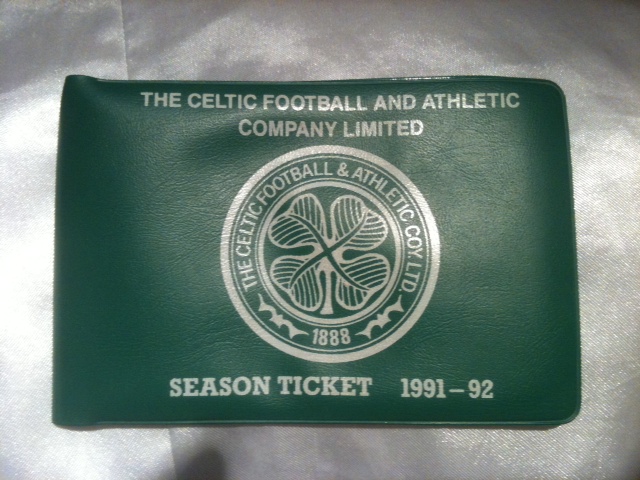 THE CELTIC FOOTBALL AND ATHLETIC
COMPANY LIMITED
THE CELTIC FOOTBALL & ATHLETIC COY LTD.
1888
SEASON TICKET 1991-92